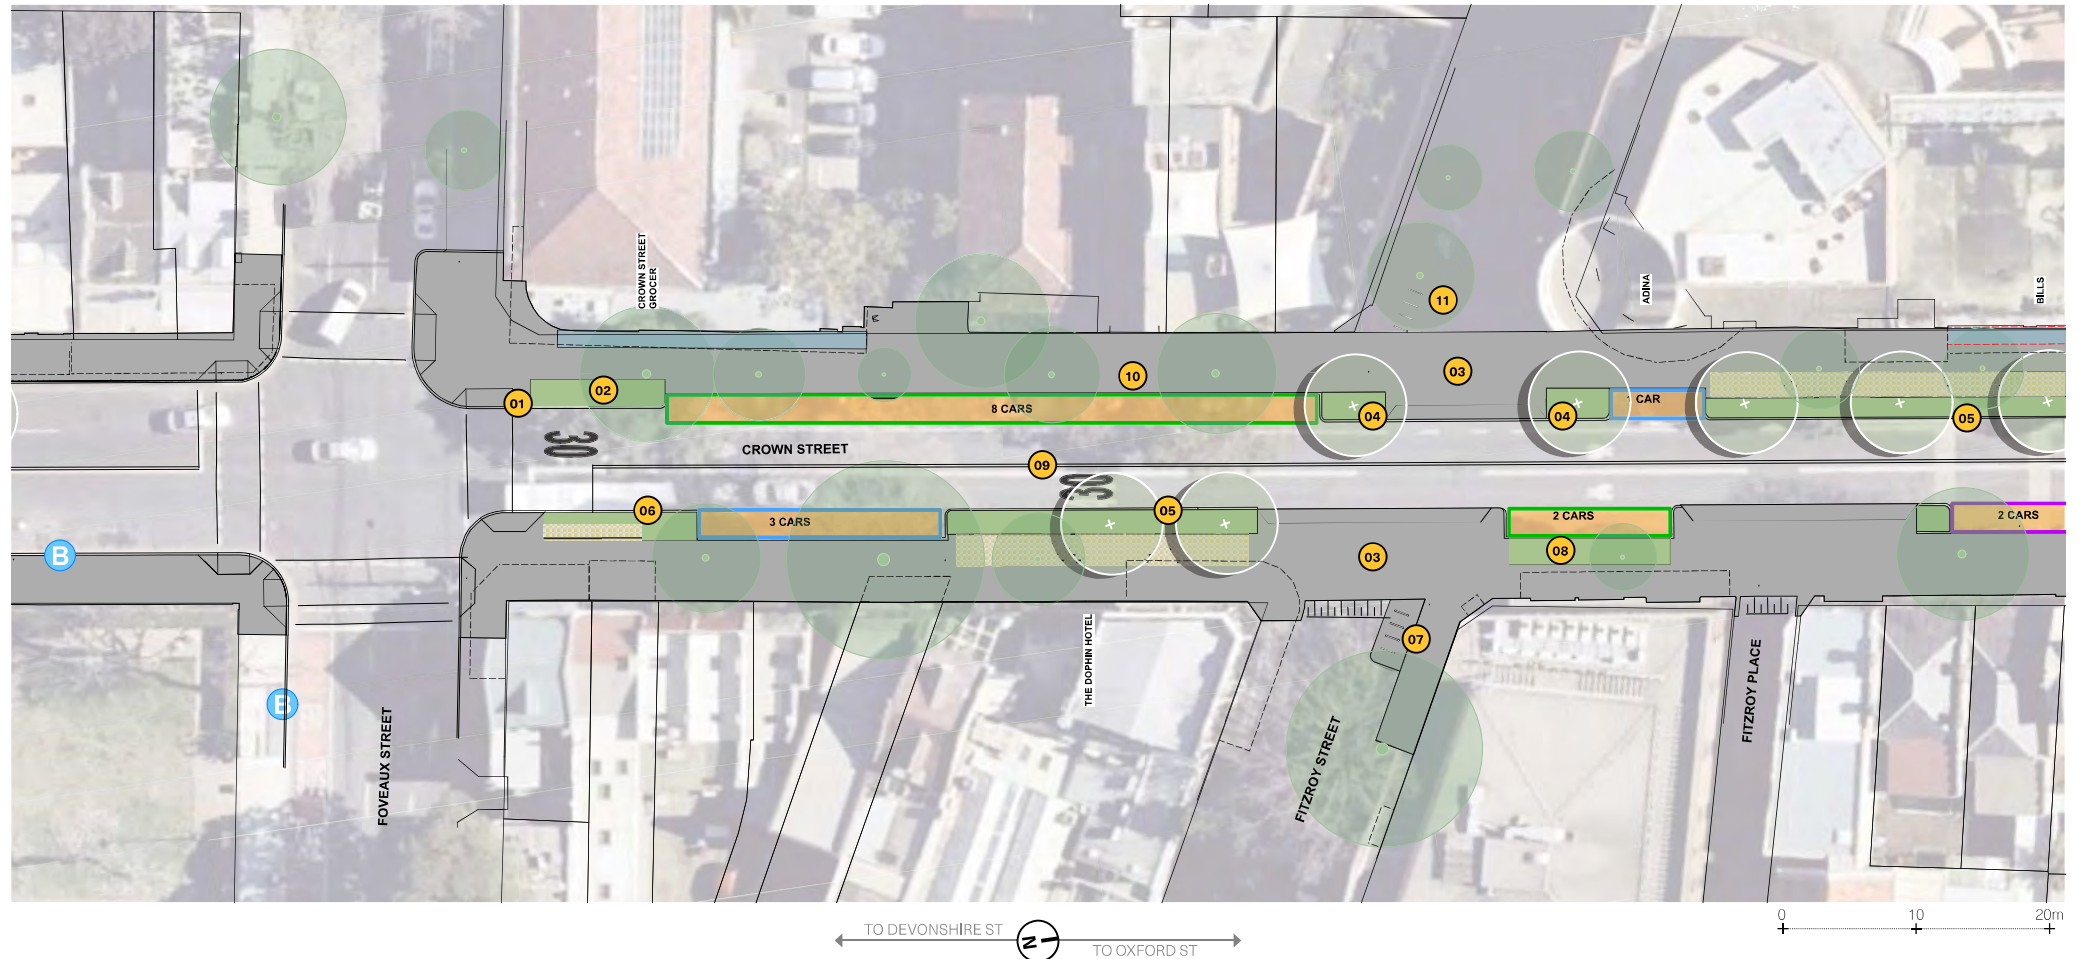 CROWN STREET
GROCER
ADINA
BILLS
11
03
10
01
02
8 CARS
04
04
CAR
05
30
CROWN STREET
09
30
06
3 CARS
05
2 CARS
2 CARS
03
08
B
B
07
THE DOPHIN HOTEL
FOVEAUX STREET
FITZROY STREET
FITZROY PLACE
TO DEVONSHIRE ST
N
TO OXFORD ST
0
10
20m